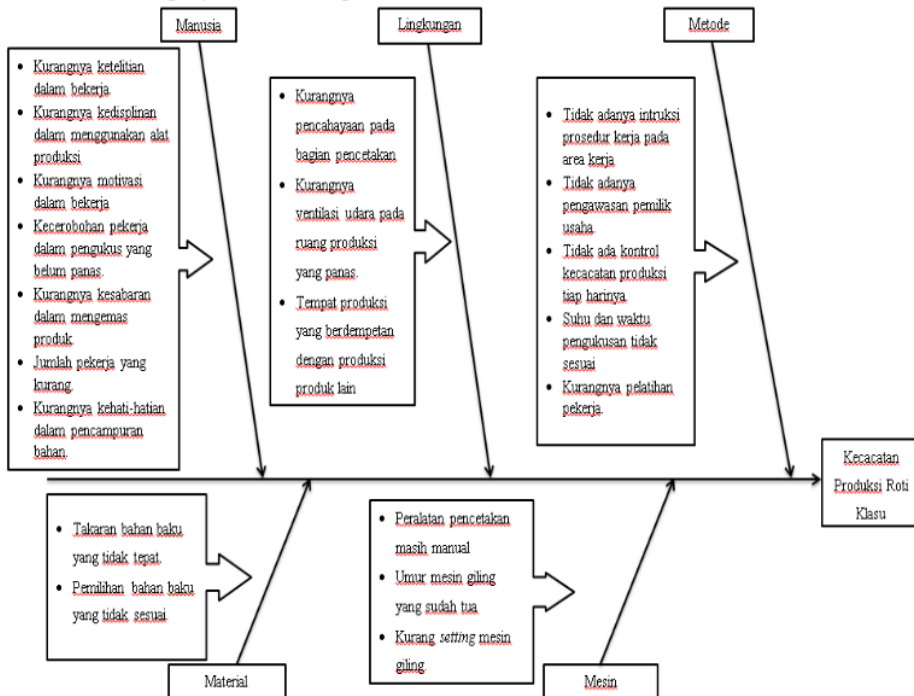 Manusia
Lingkungan
Metode
• Kurangnya ketelitian
dalam bekerja.
• Kurangnya kedisplinan
dalam menggunakan alat
produksi
• Kurangnya motivasi
dalam bekerja
• Kecerobohan pekerja
dalam pengukus yang
belum panas.
• Kurangnya kesabaran
dalam mengemas
produk.
• Jumlah pekerja yang
kurang.
• Kurangnya kehati-hatian
dalam pencampuran
bahan.
• Kurangnya
pencahayaan pada
bagian pencetakan
• Kurangnya
ventilasi udara pada
ruang produksi
yang panas.
• Tempat produksi
yang berdempetan
dengan produksi
produk lain
• Tidak adanya intruksi
prosedur kerja pada
area kerja
• Tidak adanya
pengawasan pemilik
usaha.
• Tidak ada kontrol
kecacatan produksi
tiap harinya.
• Suhu dan waktu
pengukusan tidak
sesuai
• Kurangnya pelatihan
pekerja.
Kecacatan
Produksi Roti
Klasu
• Takaran bahan baku
yang tidak tepat.
• Pemilihan bahan baku
yang tidak sesuai.
• Peralatan pencetakan
masih manual
• Umur mesin giling
yang sudah tua
• Kurang setting mesin
giling.
Material
Mesin